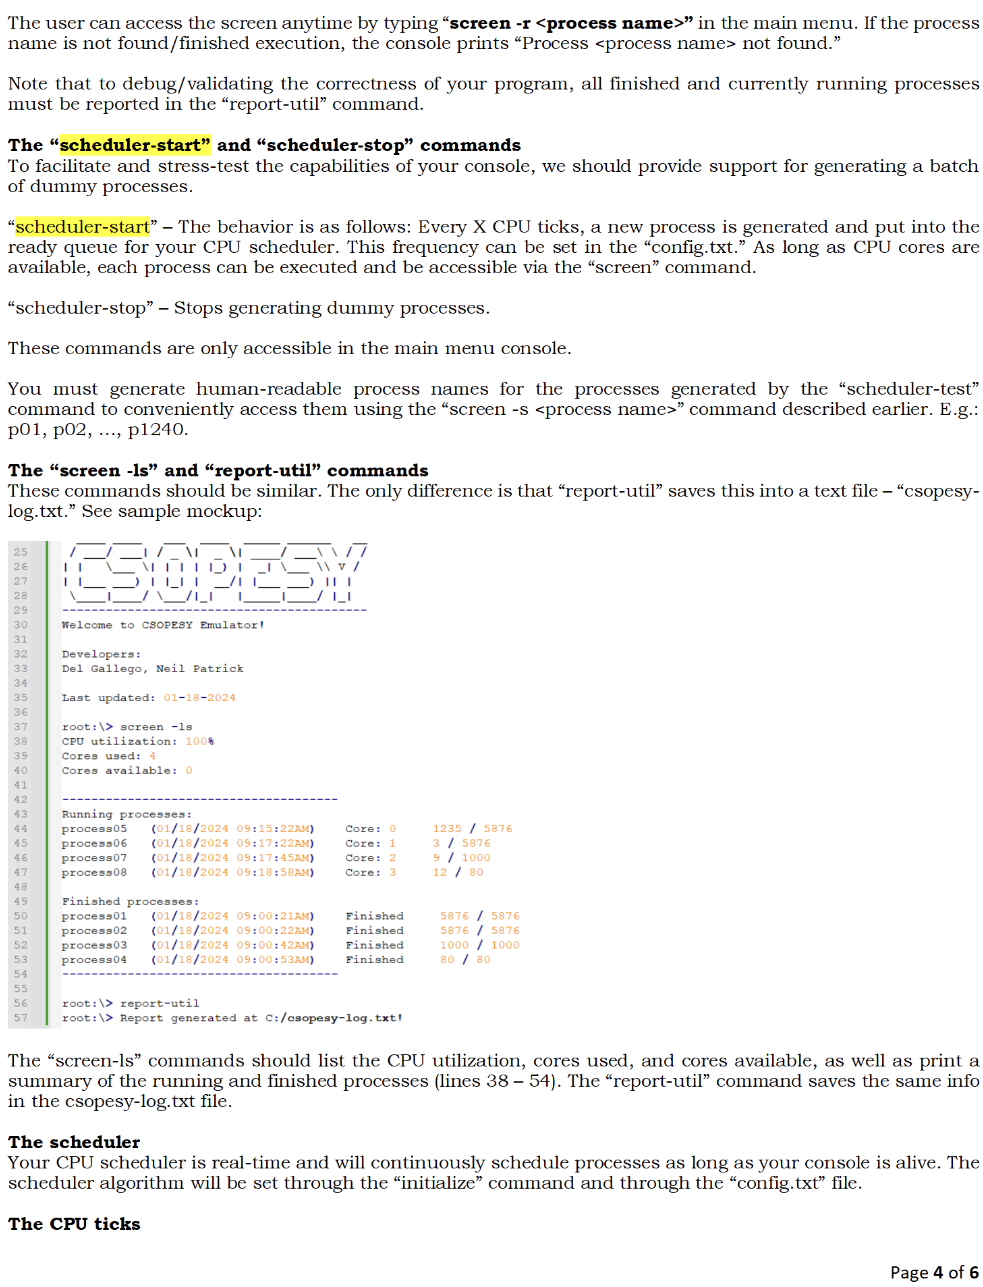 The user can access the screen anytime by typing “screen -r <process name>” in the main menu. If the process
name is not found/finished execution, the console prints “Process <process name> not found.”
Note that to debug/validating the correctness of your program, all finished and currently running processes
must be reported in the “report-util” command.
The “scheduler-start” and “scheduler-stop” commands
To facilitate and stress-test the capabilities of your console, we should provide support for generating a batch
of dummy processes.
“scheduler-start” – The behavior is as follows: Every X CPU ticks, a new process is generated and put into the
ready queue for your CPU scheduler. This frequency can be set in the “config.txt.” As long as CPU cores are
available, each process can be executed and be accessible via the “screen” command.
“scheduler-stop” – Stops generating dummy processes.
These commands are only accessible in the main menu console.
You must generate human-readable process names for the processes generated by the “scheduler-test”
command to conveniently access them using the “screen -s <process name>” command described earlier. E.g.:
p01, p02, …, p1240.
The “screen -ls” and “report-util” commands
These commands should be similar. The only difference is that “report-util” saves this into a text file – “csopesy-
log.txt.” See sample mockup:
25
26
27
28
CSOPESY
29 ------------------------------------------
30 Welcome to CSOPESY Emulator!
31
32 Developers:
33 Del Gallego, Neil Patrick
34
35 Last updated: 01-18-2024
36
37 root:\> screen -ls
38 CPU utilization: 100%
39 Cores used: 4
40 Cores available: 0
41
42 --------------------------------------
43 Running processes:
44 process05 (01/18/2024 09:15:22AM) Core: 0 1235 / 5876
45 process06 (01/18/2024 09:17:22AM) Core: 1 3 / 5876
46 process07 (01/18/2024 09:17:45AM) Core: 2 9 / 1000
47 process08 (01/18/2024 09:18:58AM) Core: 3 12 / 80
48
49 Finished processes:
50 process01 (01/18/2024 09:00:21AM) Finished 5876 / 5876
51 process02 (01/18/2024 09:00:22AM) Finished 5876 / 5876
52 process03 (01/18/2024 09:00:42AM) Finished 1000 / 1000
53 process04 (01/18/2024 09:00:53AM) Finished 80 / 80
54 --------------------------------------
55
56 root:\> report-util
57 root:\> Report generated at C:/csopesy-log.txt!
The “screen-ls” commands should list the CPU utilization, cores used, and cores available, as well as print a
summary of the running and finished processes (lines 38 – 54). The “report-util” command saves the same info
in the csopesy-log.txt file.
The scheduler
Your CPU scheduler is real-time and will continuously schedule processes as long as your console is alive. The
scheduler algorithm will be set through the “initialize” command and through the “config.txt” file.
The CPU ticks
Page 4 of 6